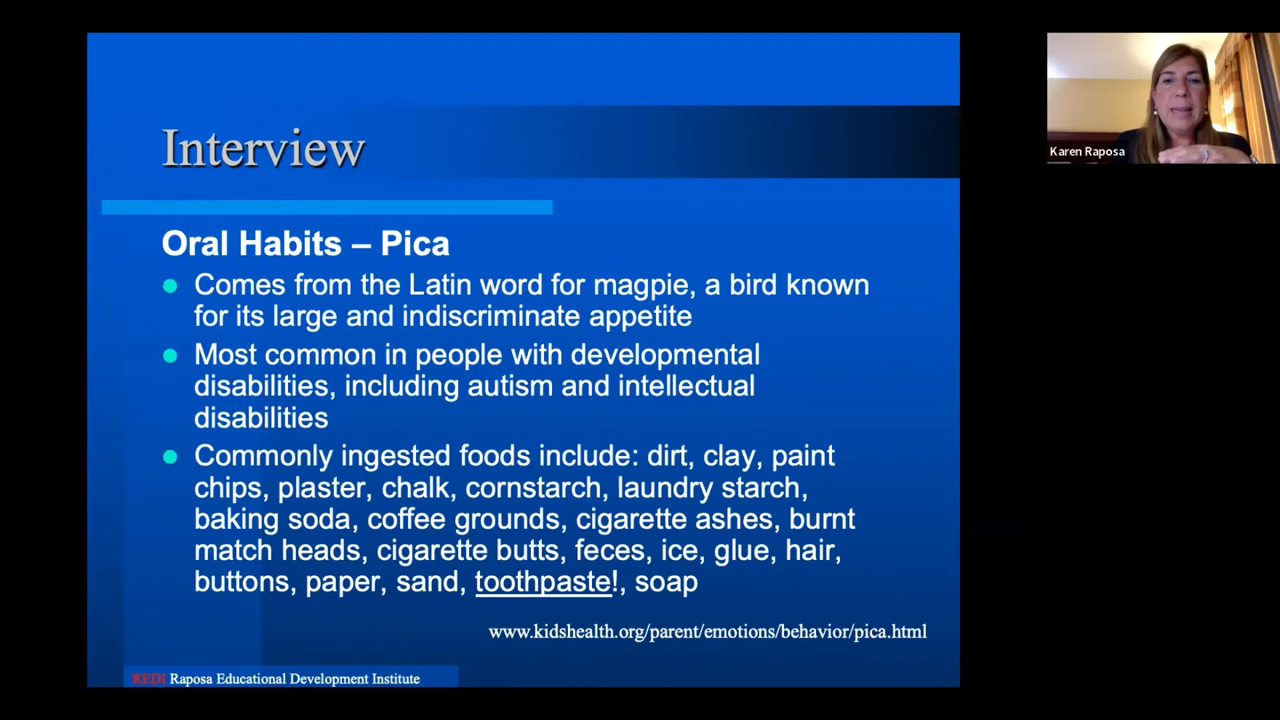 Interview
Karen Raposa
Oral Habits – Pica
Comes from the Latin word for magpie, a bird known
for its large and indiscriminate appetite
Most common in people with developmental
disabilities, including autism and intellectual
disabilities
Commonly ingested foods include: dirt, clay, paint
chips, plaster, chalk, cornstarch, laundry starch,
baking soda, coffee grounds, cigarette ashes, burnt
match heads, cigarette butts, feces, ice, glue, hair,
buttons, paper, sand, toothpaste!, soap
www.kidshealth.org/parent/emotions/behavior/pica.html
REDI Raposa Educational Development Institute